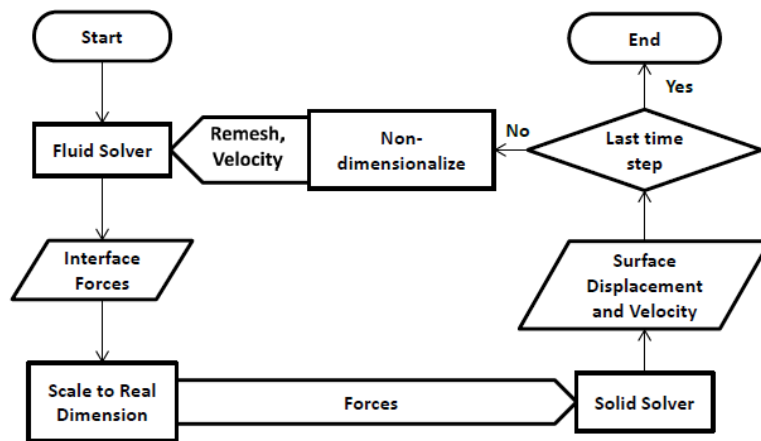 Start
End
Yes
Fluid Solver
Remesh,
Velocity
Non-
dimensionalize
No
Last time
step
Interface
Forces
Surface
Displacement
and Velocity
Scale to Real
Dimension
Forces
Solid Solver